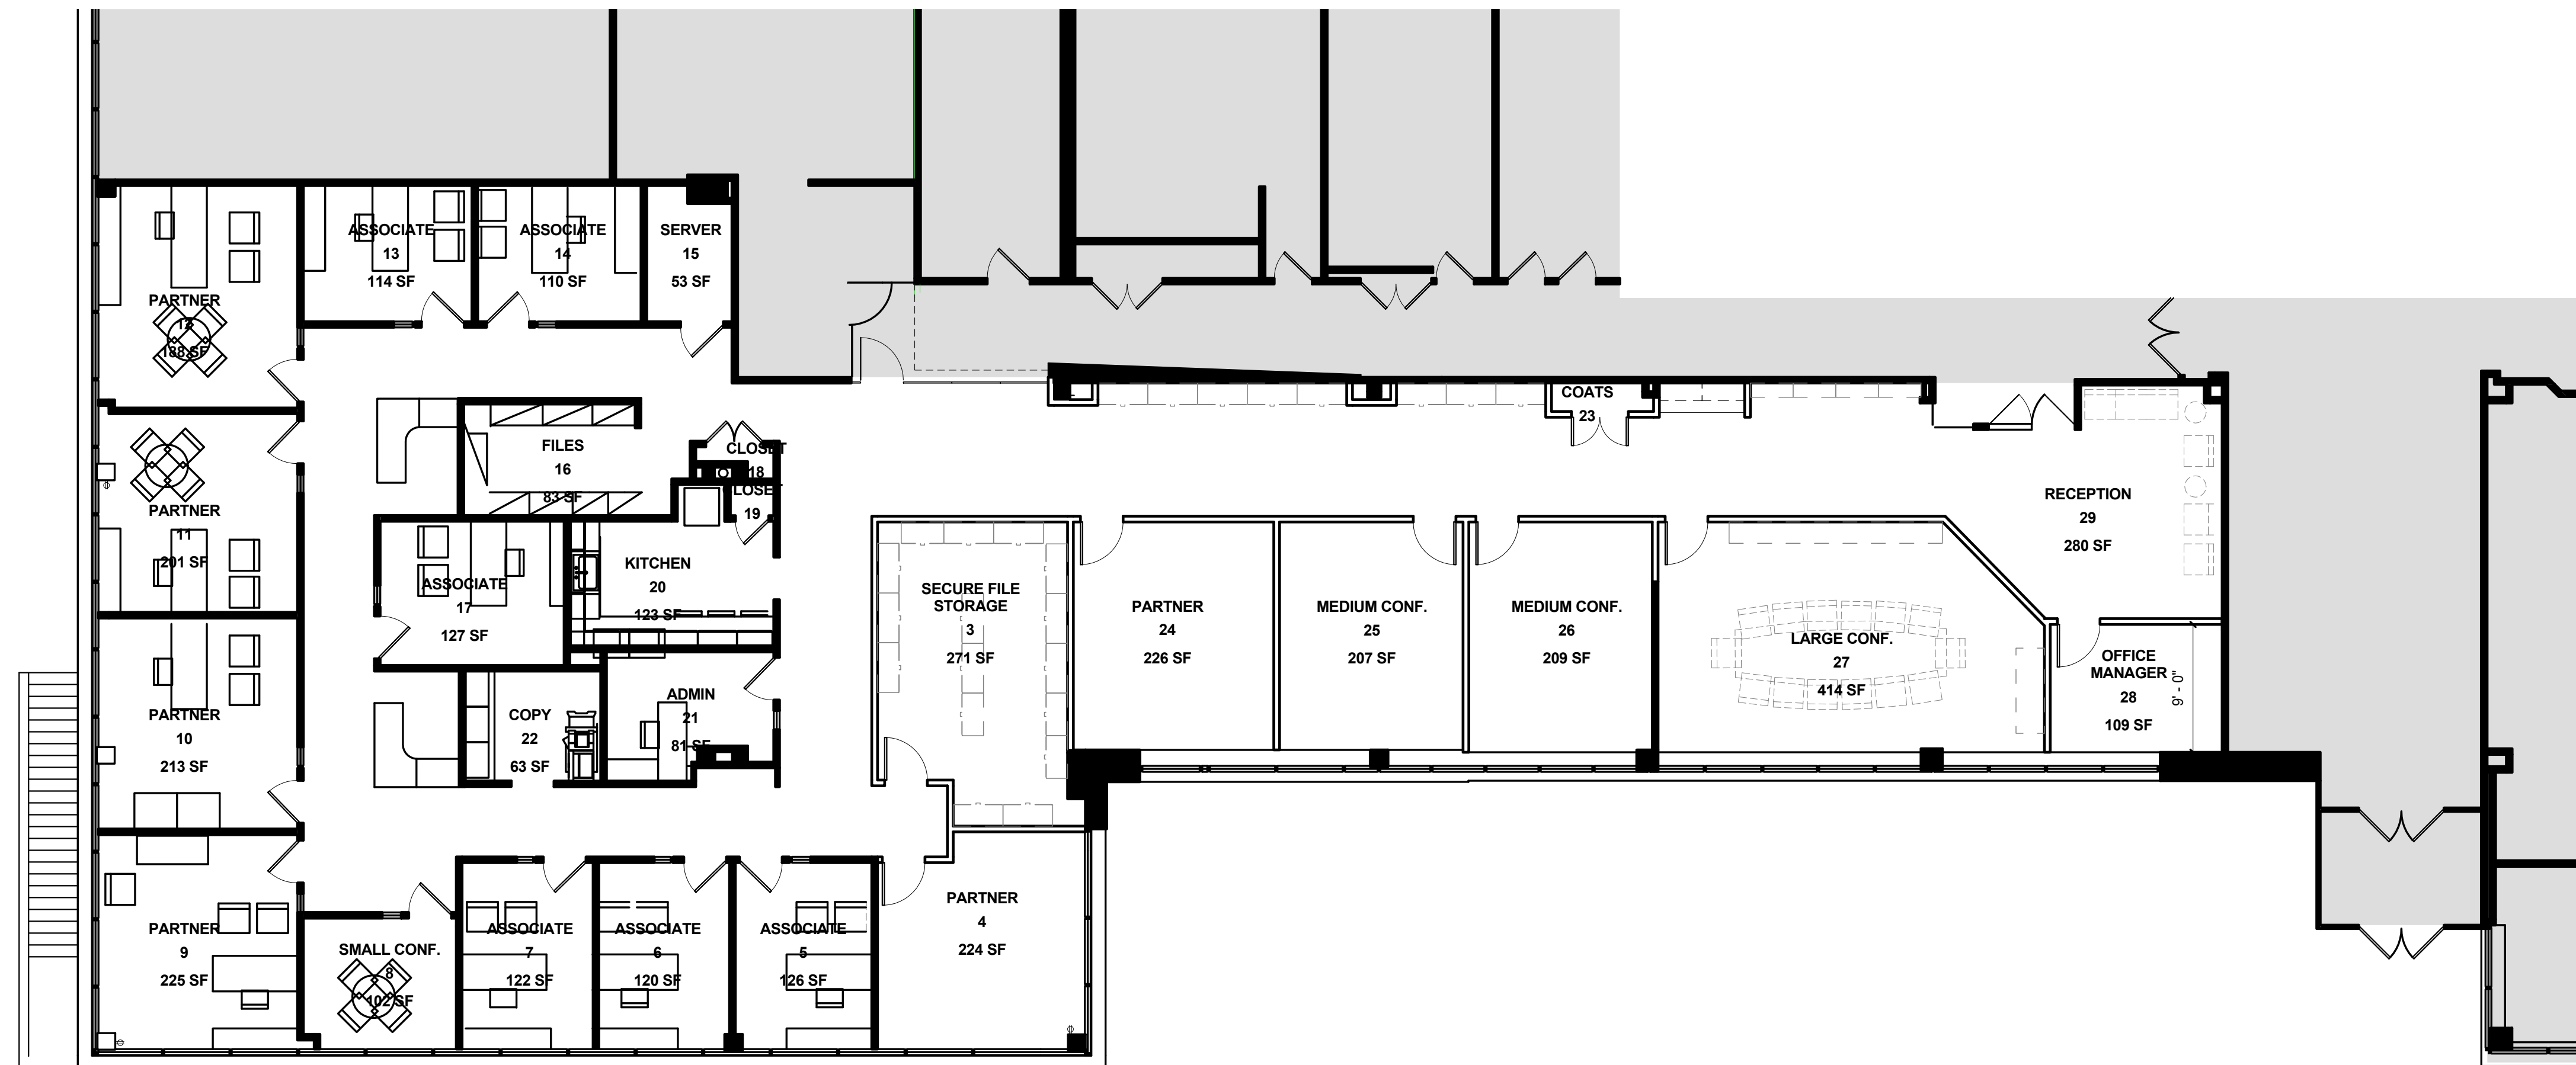 ASSOCIATE
13
114 SF
ASSOCIATE
14
110 SF
SERVER
15
53 SF
PARTNER
12
188 SF
COATS
23
FILES
16
83 SF
CLOSET
18
CLOSET
19
PARTNER
11
201 SF
RECEPTION
29
280 SF
ASSOCIATE
17
127 SF
KITCHEN
20
123 SF
SECURE FILE
STORAGE
3
271 SF
PARTNER
24
226 SF
MEDIUM CONF.
25
207 SF
MEDIUM CONF.
26
209 SF
LARGE CONF.
27
414 SF
OFFICE
MANAGER
28
109 SF
9' - 0"
PARTNER
10
213 SF
COPY
22
63 SF
ADMIN
21
81 SF
PARTNER
9
225 SF
SMALL CONF.
8
102 SF
ASSOCIATE
7
122 SF
ASSOCIATE
6
120 SF
ASSOCIATE
5
126 SF
PARTNER
4
224 SF